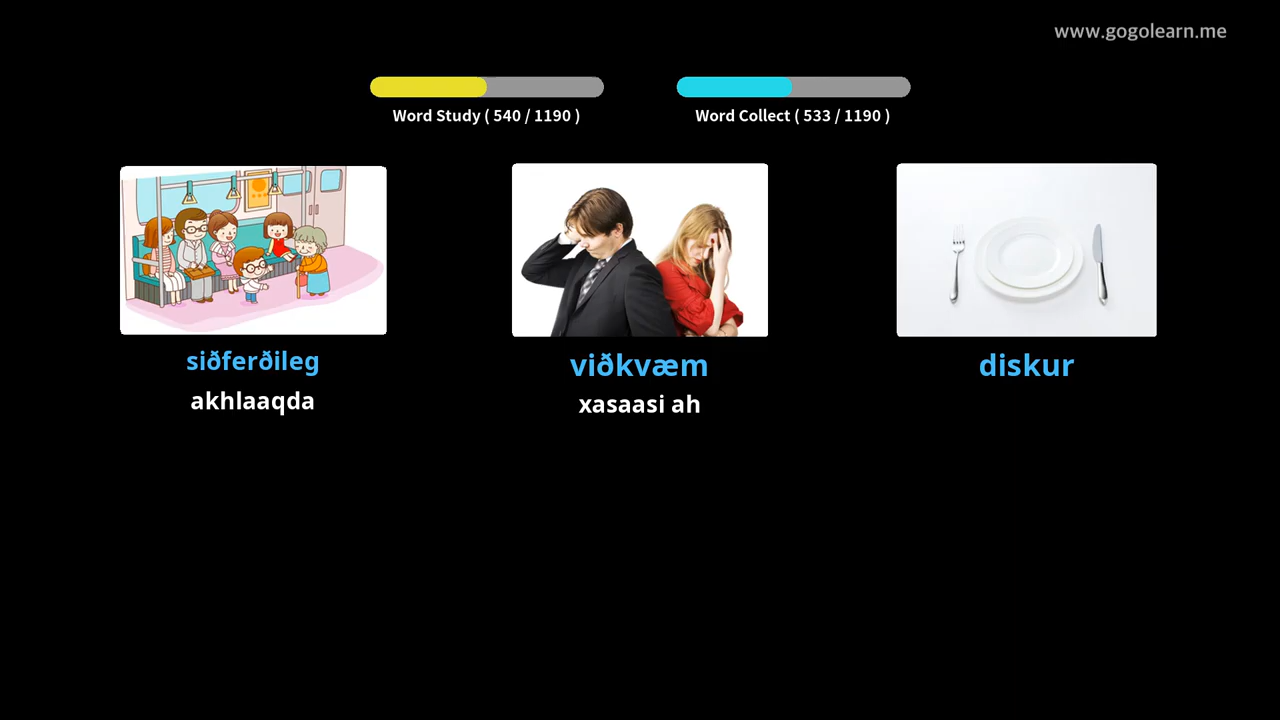 www.gogolearn.me
Word Study ( 540 / 1190 )
Word Collect ( 533 / 1190 )
siðferðileg
akhlaaqda
viðkvæm
xasaasi ah
diskur